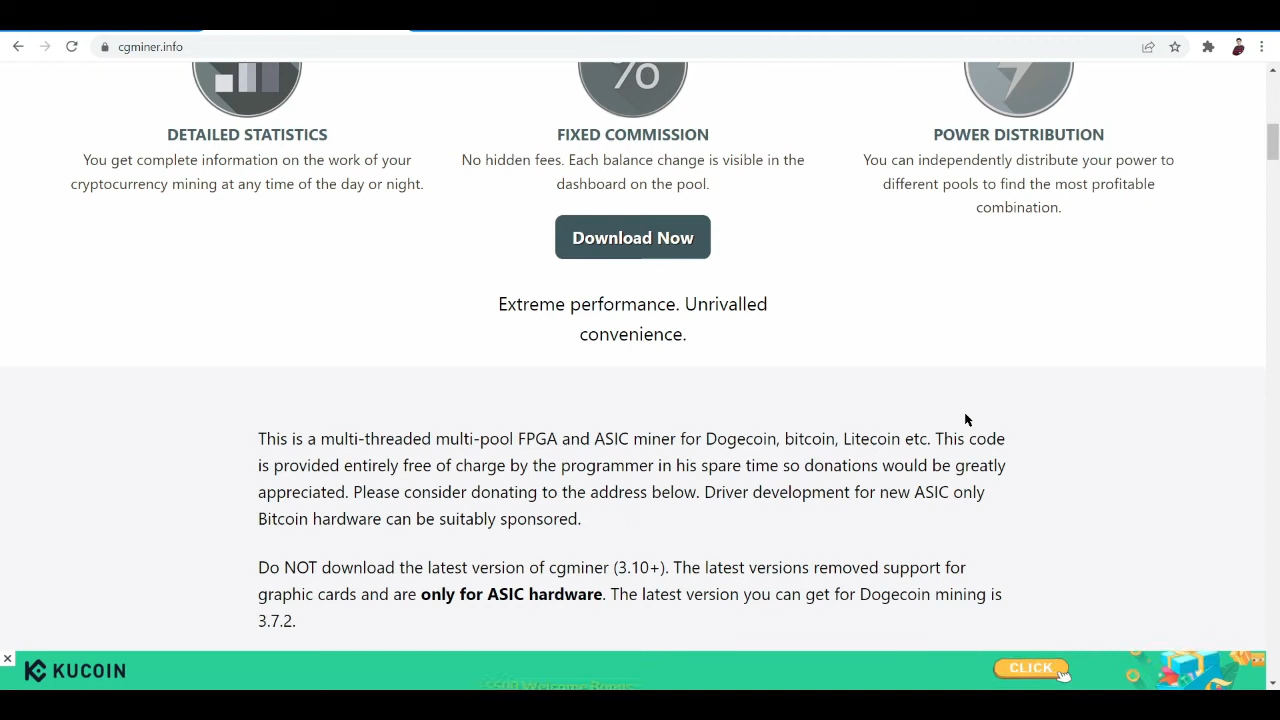 cgminer.info
%
DETAILED STATISTICS
FIXED COMMISSION
POWER DISTRIBUTION
You get complete information on the work of your
cryptocurrency mining at any time of the day or night.
No hidden fees. Each balance change is visible in the
dashboard on the pool.
You can independently distribute your power to
different pools to find the most profitable
combination.
Download Now
Extreme performance. Unrivalled
convenience.
This is a multi-threaded multi-pool FPGA and ASIC miner for Dogecoin, bitcoin, Litecoin etc. This code
is provided entirely free of charge by the programmer in his spare time so donations would be greatly
appreciated. Please consider donating to the address below. Driver development for new ASIC only
Bitcoin hardware can be suitably sponsored.
Do NOT download the latest version of cgminer (3.10+). The latest versions removed support for
graphic cards and are only for ASIC hardware. The latest version you can get for Dogecoin mining is
3.7.2.
KUCOIN
CLICK